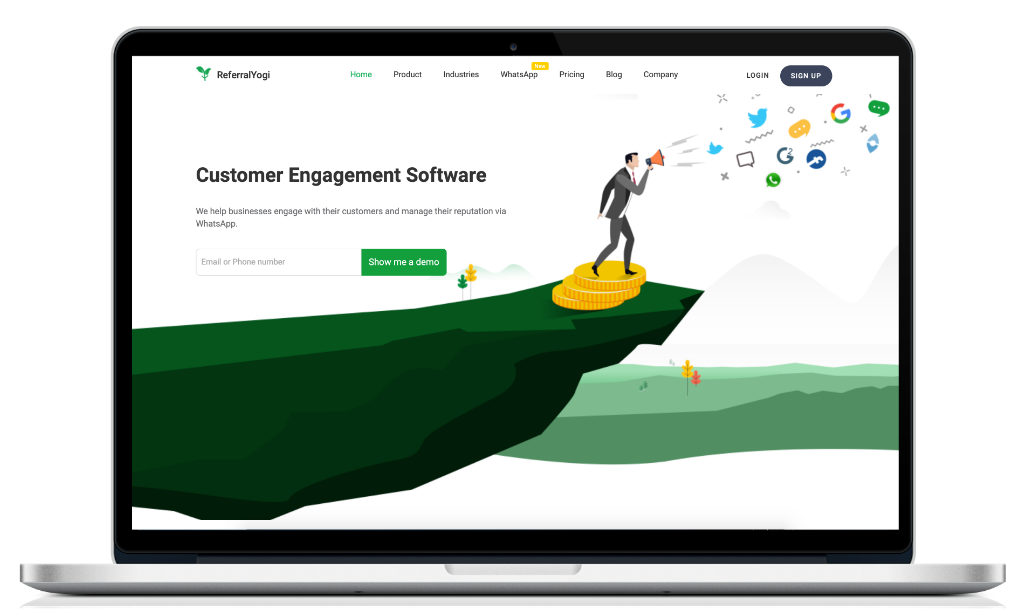 ReferralYogi
Home
Product
Industries
WhatsApp
New
Pricing
Blog
Company
LOGIN
SIGN UP
Customer Engagement Software
We help businesses engage with their customers and manage their reputation via
WhatsApp.
Email or Phone number
Show me a demo